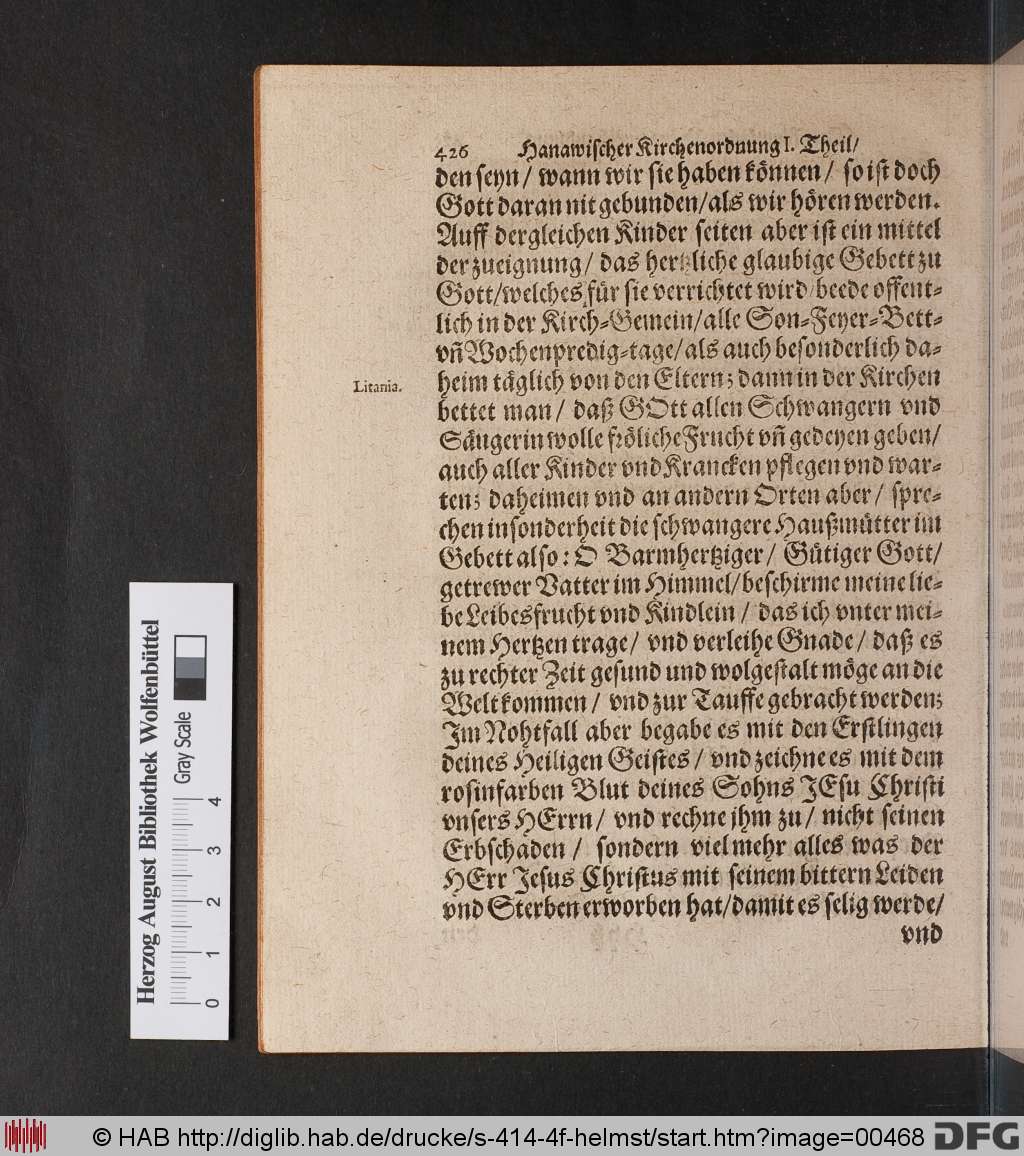 426 Hanawischer Kirchenordnung I. Theil/
den seyn / wann wir sie haben können / so ist doch
Gott daran nit gebunden/als wir hören werden.
Auff dergleichen Kinder seiten aber ist ein mittel
der zueignung / das hertzliche glaubige Gebett zu
Gott/welches für sie verrichtet wird/beede offent-
lich in der Kirch-Gemein/alle Son-Feyer-Bett-
vñ Wochenpredig-tage/als auch besonderlich da-
Litania.
heim täglich von den Eltern; dann in der Kirchen
bettet man / daß GOtt allen Schwangern vnd
Säugerin wolle fröliche Frucht vñ gedeyen geben/
auch aller Kinder vnd Krancken pflegen vnd war-
ten; daheimen vnd an andern Orten aber / spre-
chen insonderheit die schwangere Haußmütter im
Gebett also: O Barmhertziger / Gütiger Gott/
getrewer Vatter im Himmel/beschirme meine lie-
be Leibesfrucht vnd Kindlein / das ich vnter mei-
nem Hertzen trage / vnd verleihe Gnade / daß es
zu rechter Zeit gesund und wolgestalt möge an die
Welt kommen / vnd zur Tauffe gebracht werden;
Im Nohtfall aber begabe es mit den Erstlingen
deines Heiligen Geistes / vnd zeichne es mit dem
rosinfarben Blut deines Sohns JEsu Christi
vnsers HErrn / vnd rechne jhm zu / nicht seinen
Erbschaden / sondern vielmehr alles was der
HErr Jesus Christus mit seinem bittern Leiden
vnd Sterben erworben hat/damit es selig werde/
vnd
Herzog August Bibliothek Wolfenbüttel
Gray Scale
0 1 2 3 4
© HAB http://diglib.hab.de/drucke/s-414-4f-helmst/start.htm?image=00468 DFG